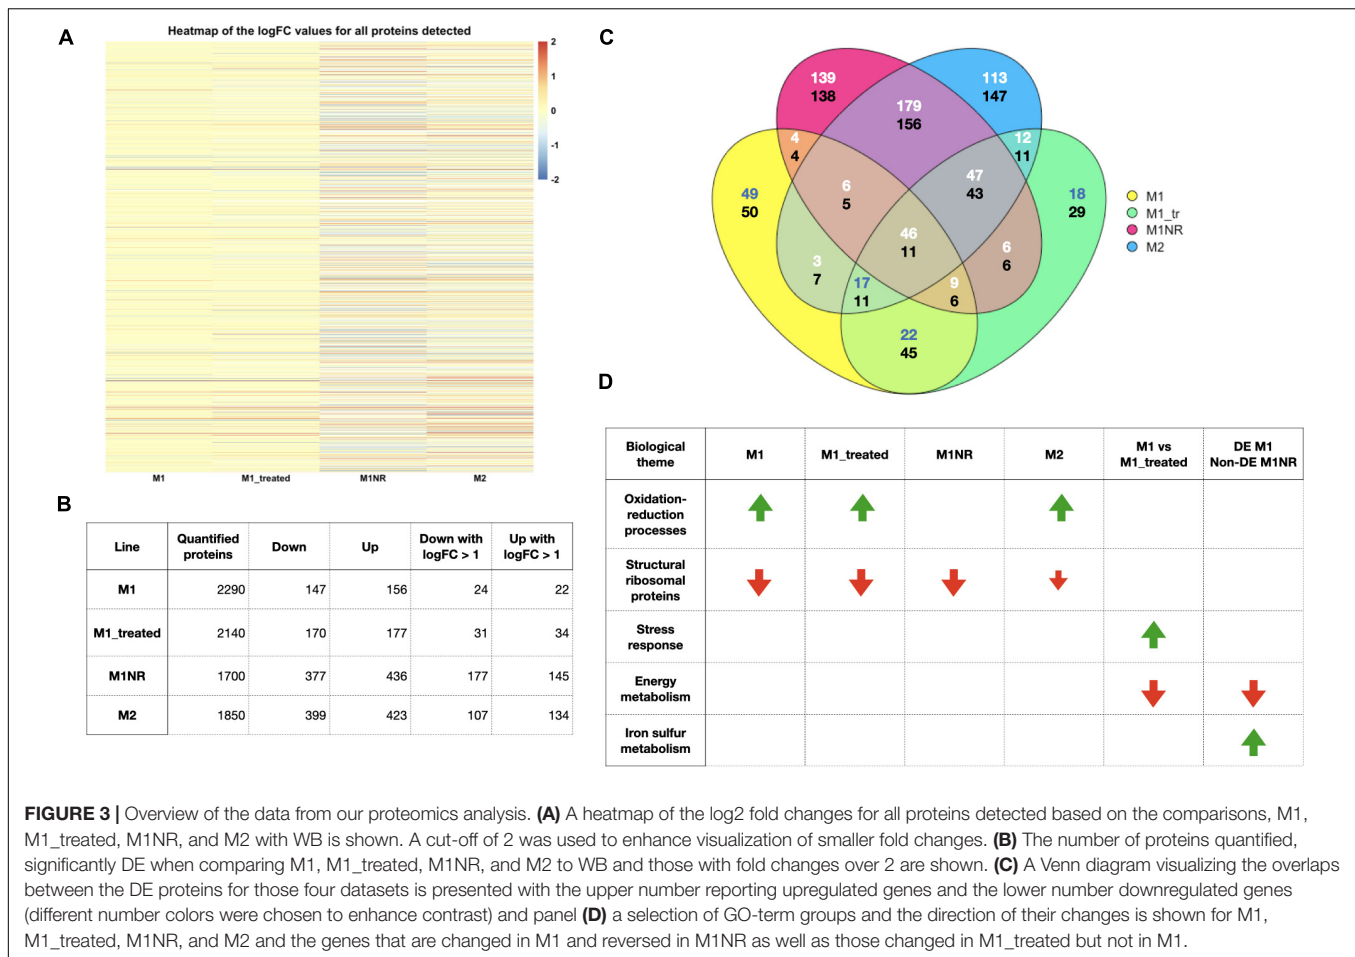 A
Heatmap of the logFC values for all proteins detected
2
1
0
-1
-2
M1 M1_treated M1NR M2
B
Line Quantified proteins Down Up Down with logFC > 1 Up with logFC > 1
M1 2290 147 156 24 22
M1_treated 2140 170 177 31 34
M1NR 1700 377 436 177 145
M2 1850 399 423 107 134
C
139
138
113
147
179
156
4
4
12
11
49
50
6
5
47
43
18
29
46
11
3
7
6
6
17
11
9
6
22
45
M1
M1_tr
M1NR
M2
D
Biological theme M1 M1_treated M1NR M2 M1 vs M1_treated DE M1 Non-DE M1NR
Oxidation-
reduction
processes
Structural
ribosomal
proteins
Stress
response
Energy
metabolism
Iron sulfur
metabolism
FIGURE 3 | Overview of the data from our proteomics analysis. (A) A heatmap of the log2 fold changes for all proteins detected based on the comparisons, M1,
M1_treated, M1NR, and M2 with WB is shown. A cut-off of 2 was used to enhance visualization of smaller fold changes. (B) The number of proteins quantified,
significantly DE when comparing M1, M1_treated, M1NR, and M2 to WB and those with fold changes over 2 are shown. (C) A Venn diagram visualizing the overlaps
between the DE proteins for those four datasets is presented with the upper number reporting upregulated genes and the lower number downregulated genes
(different number colors were chosen to enhance contrast) and panel (D) a selection of GO-term groups and the direction of their changes is shown for M1,
M1_treated, M1NR, and M2 and the genes that are changed in M1 and reversed in M1NR as well as those changed in M1_treated but not in M1.